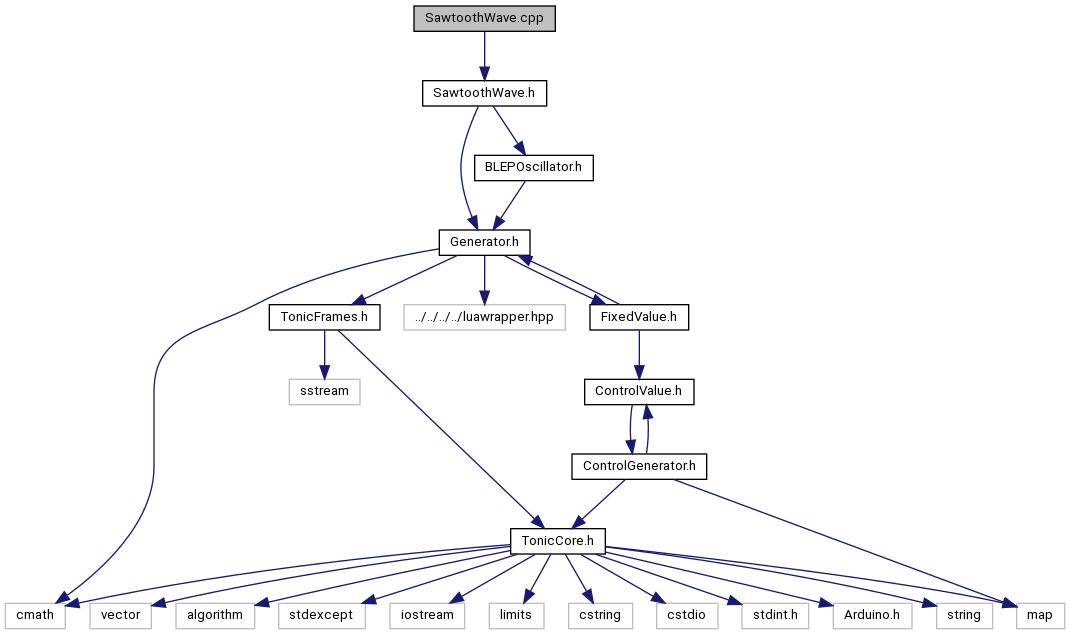 SawtoothWave.cpp
SawtoothWave.h
BLEPOscillator.h
Generator.h
TonicFrames.h
../../../../luawrapper.hpp
FixedValue.h
sstream
ControlValue.h
ControlGenerator.h
TonicCore.h
cmath
vector
algorithm
stdexcept
iostream
limits
cstring
cstdio
stdint.h
Arduino.h
string
map